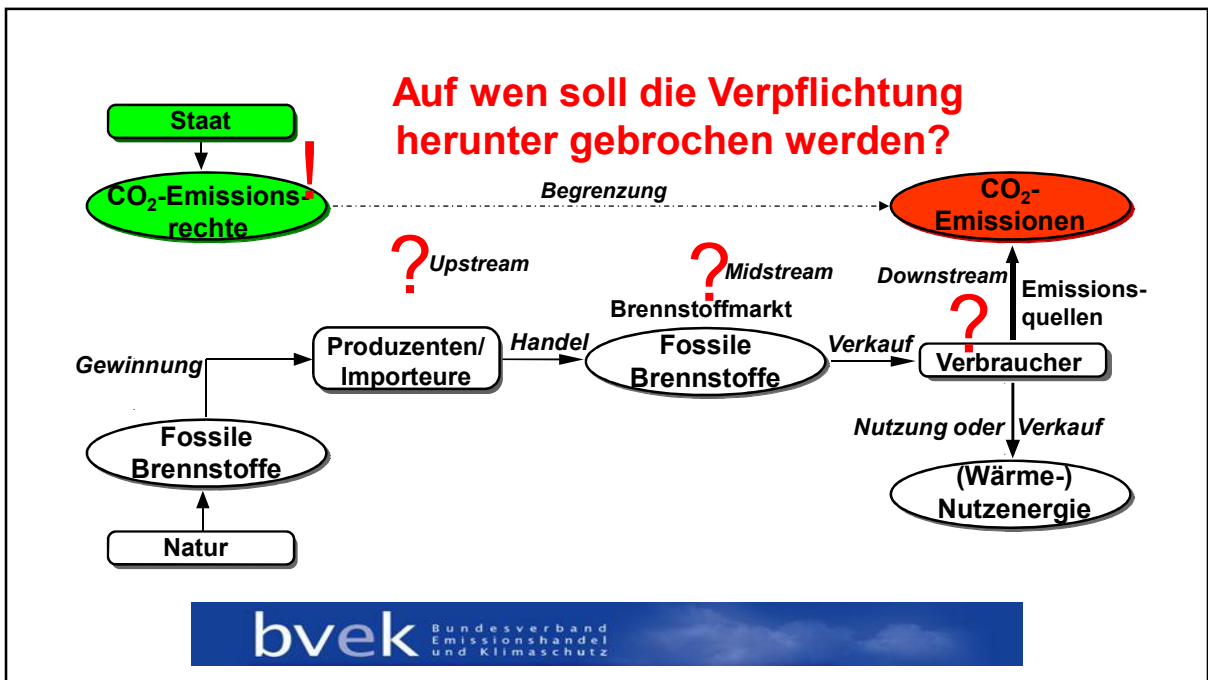 Auf wen soll die Verpflichtung
herunter gebrochen werden?
Staat
!
CO₂-Emissions-
rechte
Begrenzung
CO₂-
Emissionen
? Upstream
? Midstream
Downstream
?
Emissions-
quellen
Brennstoffmarkt
Gewinnung
Produzenten/
Importeure
Handel
Fossile
Brennstoffe
Verkauf
Verbraucher
Fossile
Brennstoffe
Nutzung oder Verkauf
(Wärme-)
Nutzenergie
Natur
bvek
Bundesverband
Emissionshandel
und Klimaschutz